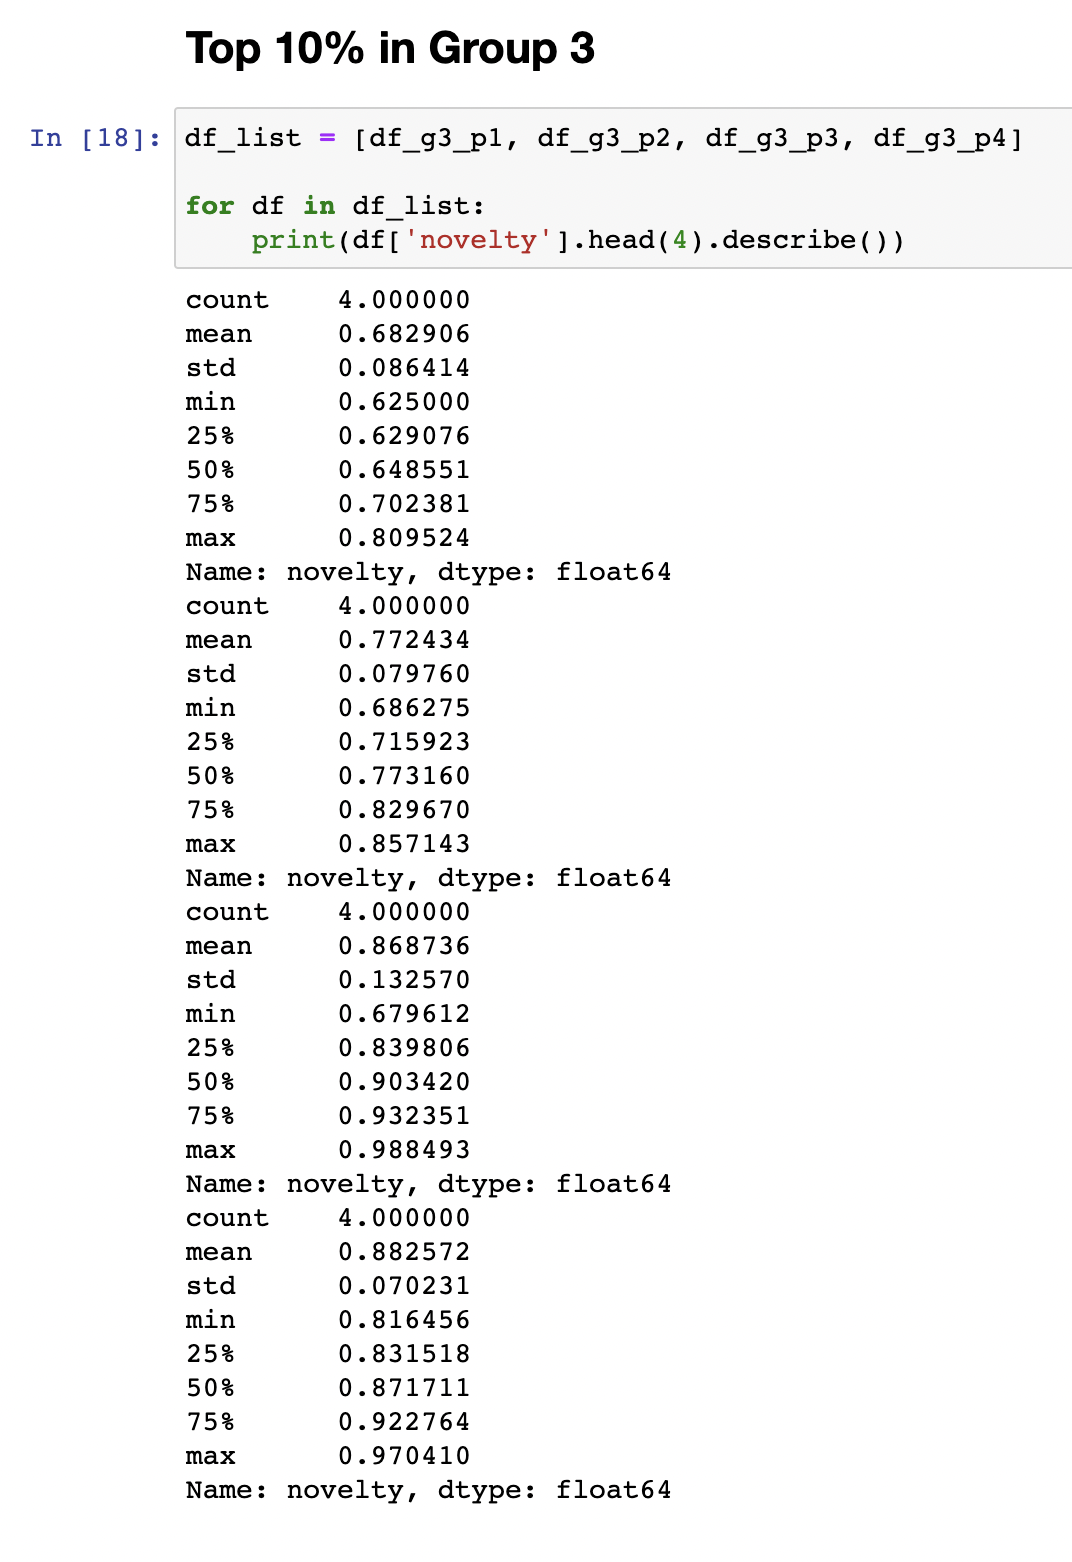 Top 10% in Group 3
In [18]: df_list = [df_g3_p1, df_g3_p2, df_g3_p3, df_g3_p4]
for df in df_list:
    print(df['novelty'].head(4).describe())
count    4.000000
mean     0.682906
std      0.086414
min      0.625000
25%      0.629076
50%      0.648551
75%      0.702381
max      0.809524
Name: novelty, dtype: float64
count    4.000000
mean     0.772434
std      0.079760
min      0.686275
25%      0.715923
50%      0.773160
75%      0.829670
max      0.857143
Name: novelty, dtype: float64
count    4.000000
mean     0.868736
std      0.132570
min      0.679612
25%      0.839806
50%      0.903420
75%      0.932351
max      0.988493
Name: novelty, dtype: float64
count    4.000000
mean     0.882572
std      0.070231
min      0.816456
25%      0.831518
50%      0.871711
75%      0.922764
max      0.970410
Name: novelty, dtype: float64